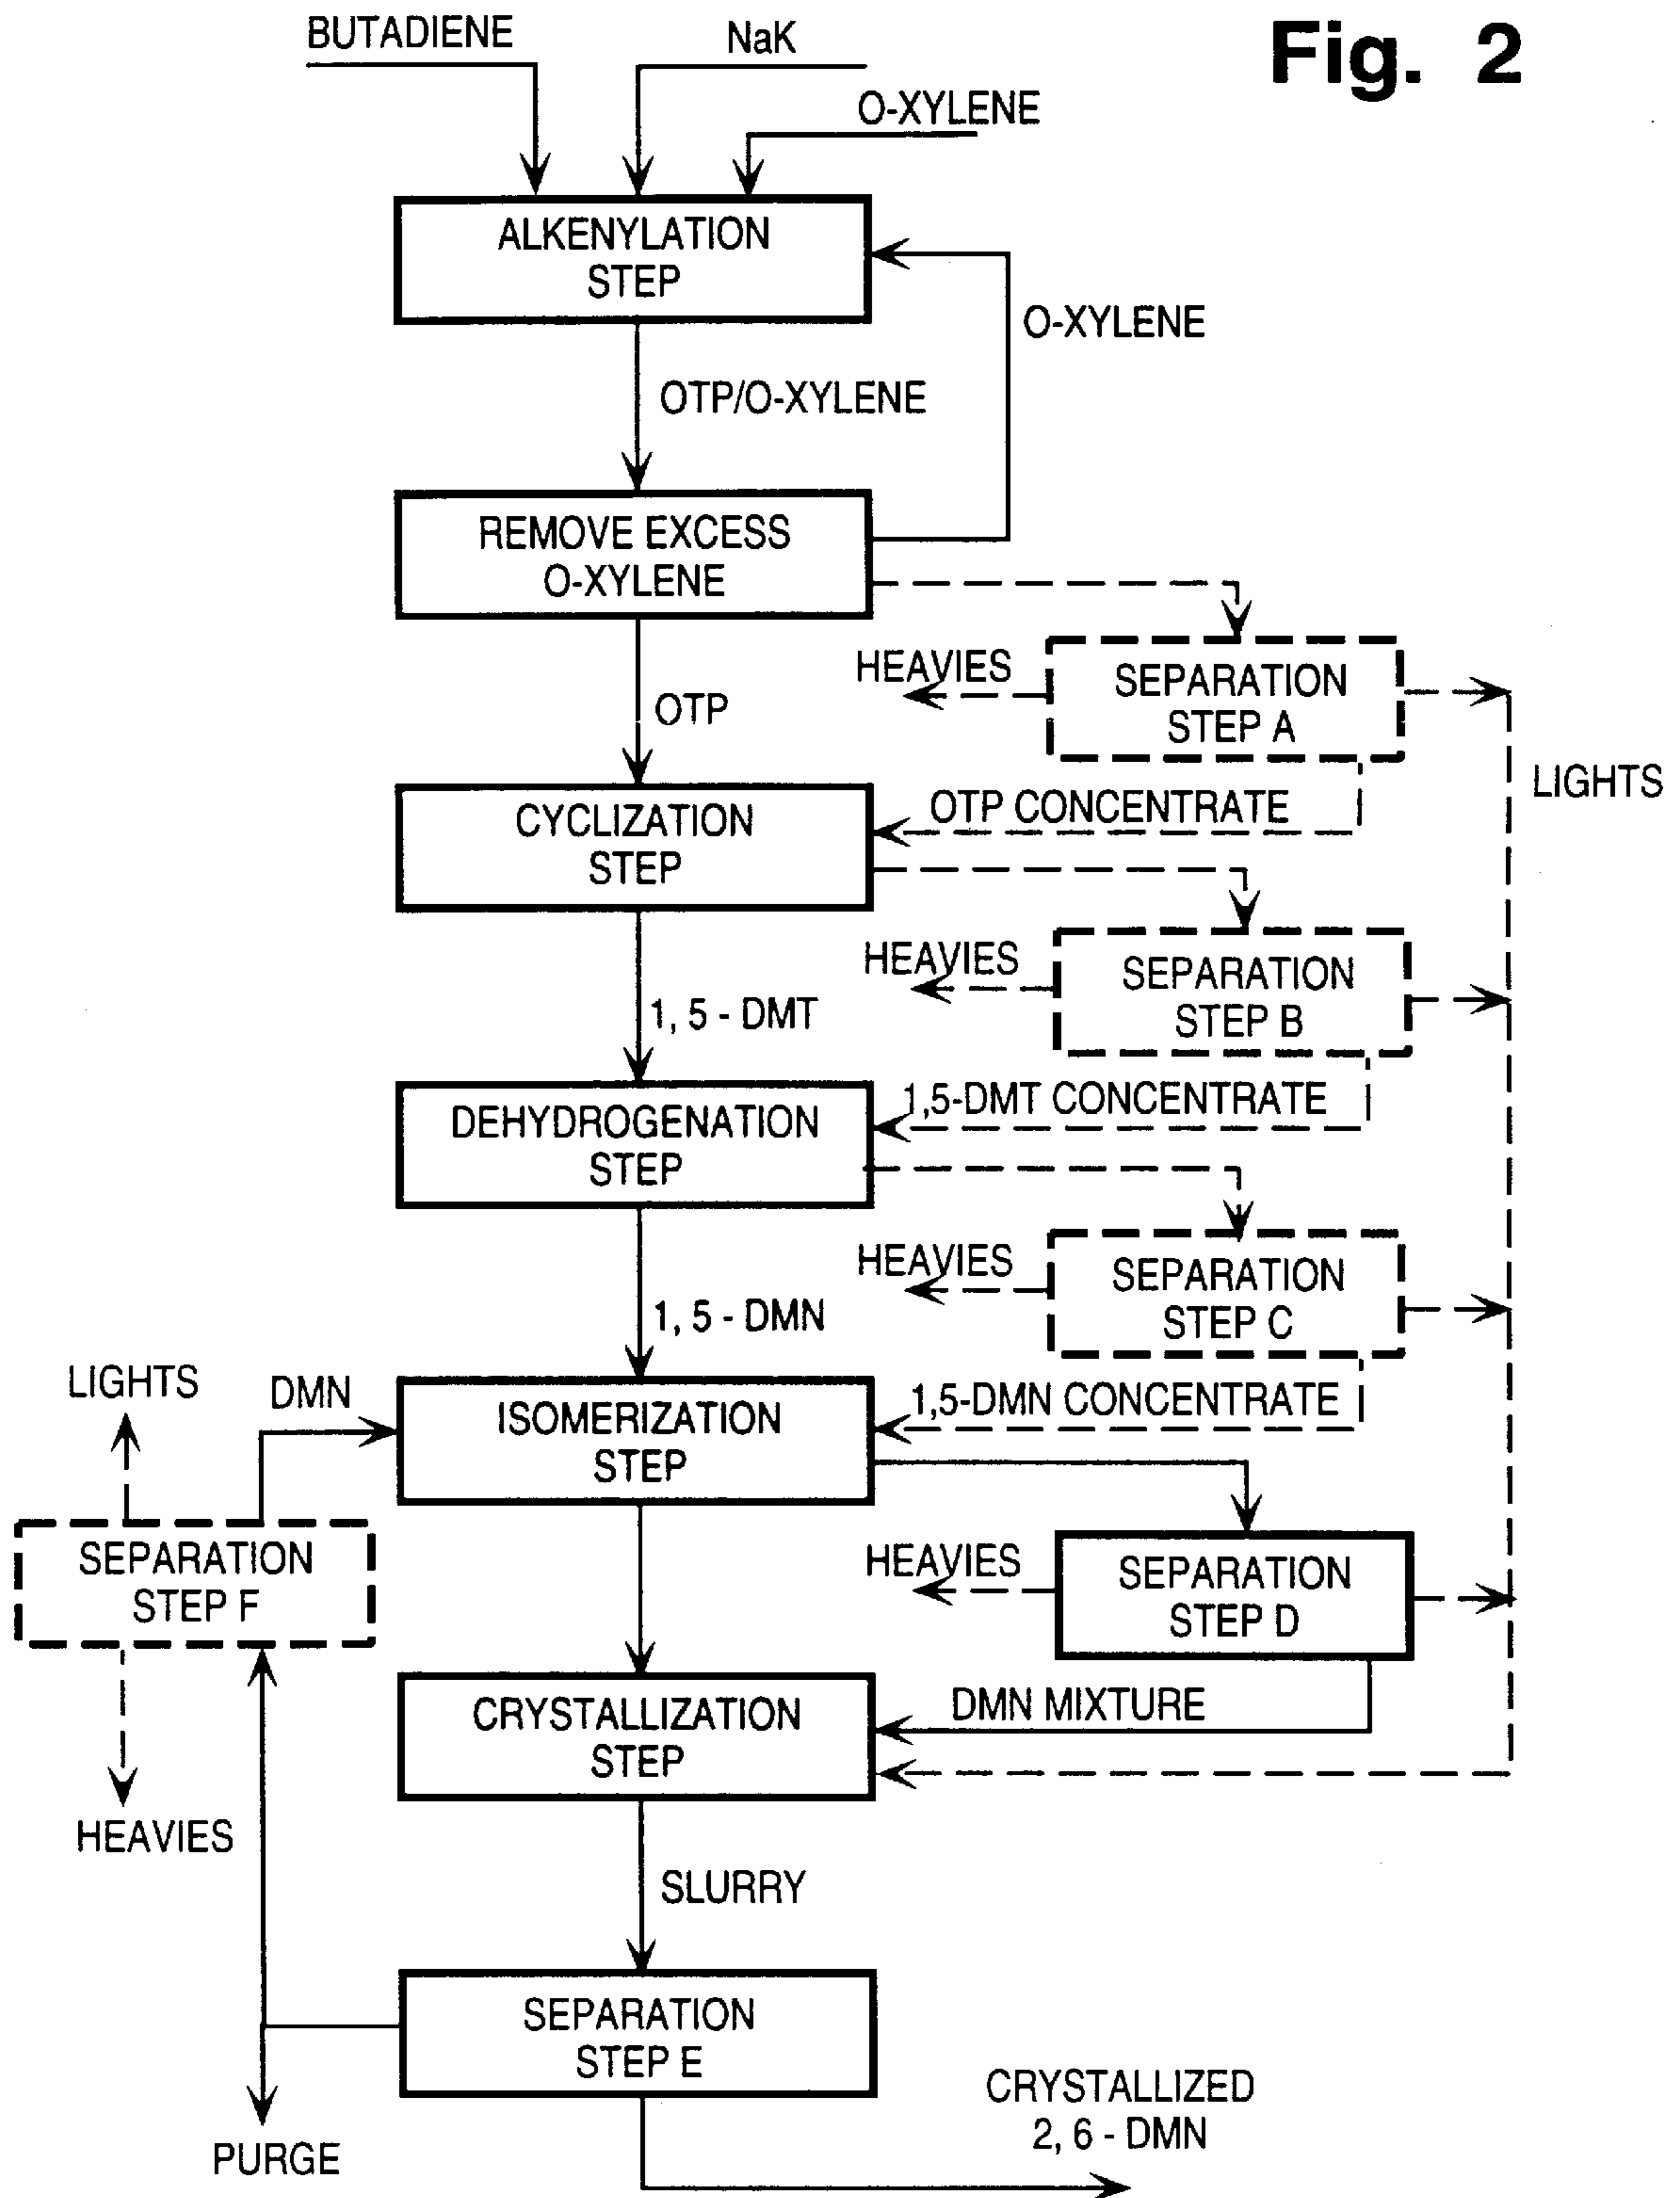 Fig. 2
BUTADIENE
NaK
O-XYLENE
ALKENYLATION
STEP
O-XYLENE
OTP/O-XYLENE
REMOVE EXCESS
O-XYLENE
HEAVIES
SEPARATION
STEP A
OTP
LIGHTS
OTP CONCENTRATE
CYCLIZATION
STEP
HEAVIES
SEPARATION
STEP B
1, 5 - DMT
1,5-DMT CONCENTRATE
DEHYDROGENATION
STEP
HEAVIES
SEPARATION
STEP C
1, 5 - DMN
LIGHTS
DMN
1,5-DMN CONCENTRATE
ISOMERIZATION
STEP
SEPARATION
STEP F
HEAVIES
SEPARATION
STEP D
DMN MIXTURE
CRYSTALLIZATION
STEP
HEAVIES
SLURRY
SEPARATION
STEP E
CRYSTALLIZED
2, 6 - DMN
PURGE